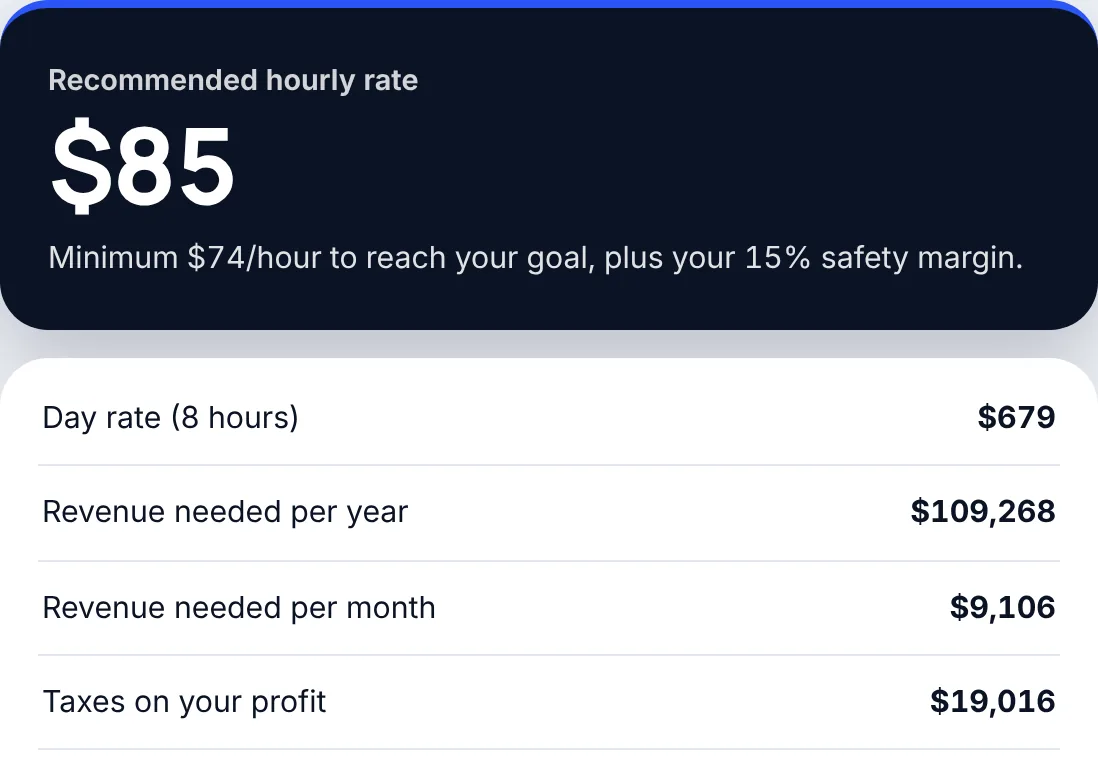 Recommended hourly rate
$85
Minimum $74/hour to reach your goal, plus your 15% safety margin.
Day rate (8 hours) $679
Revenue needed per year $109,268
Revenue needed per month $9,106
Taxes on your profit $19,016